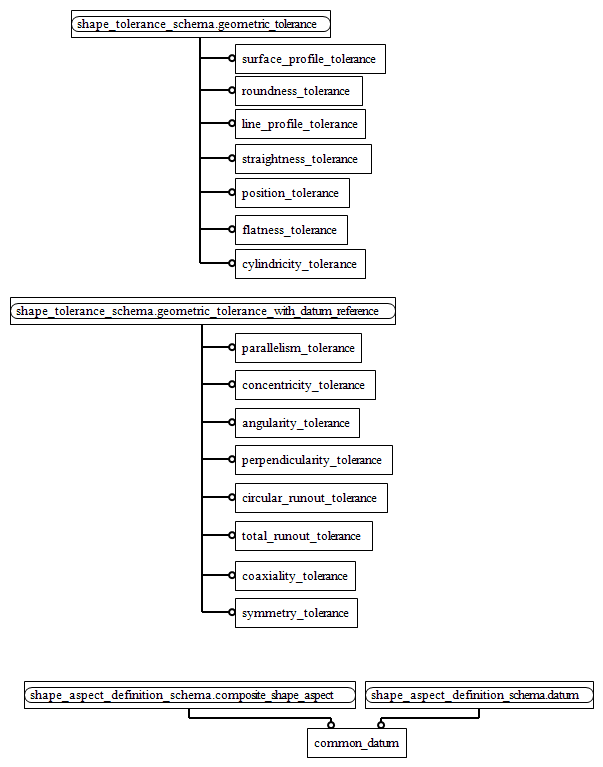 shape_tolerance_schema.geometric_tolerance
surface_profile_tolerance
roundness_tolerance
line_profile_tolerance
straightness_tolerance
position_tolerance
flatness_tolerance
cylindricity_tolerance
shape_tolerance_schema.geometric_tolerance_with_datum_reference
parallelism_tolerance
concentricity_tolerance
angularity_tolerance
perpendicularity_tolerance
circular_runout_tolerance
total_runout_tolerance
coaxiality_tolerance
symmetry_tolerance
shape_aspect_definition_schema.composite_shape_aspect
shape_aspect_definition_schema.datum
common_datum